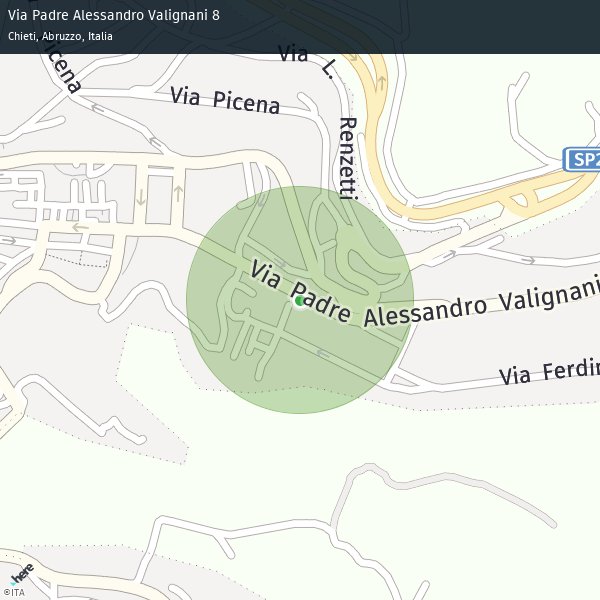 Via Padre Alessandro Valignani 8
Chieti, Abruzzo, Italia
Picena
Via L. Renzetti
Via Picena
SP2
Via Padre Alessandro Valignani
Via Ferdin
here
©ITA